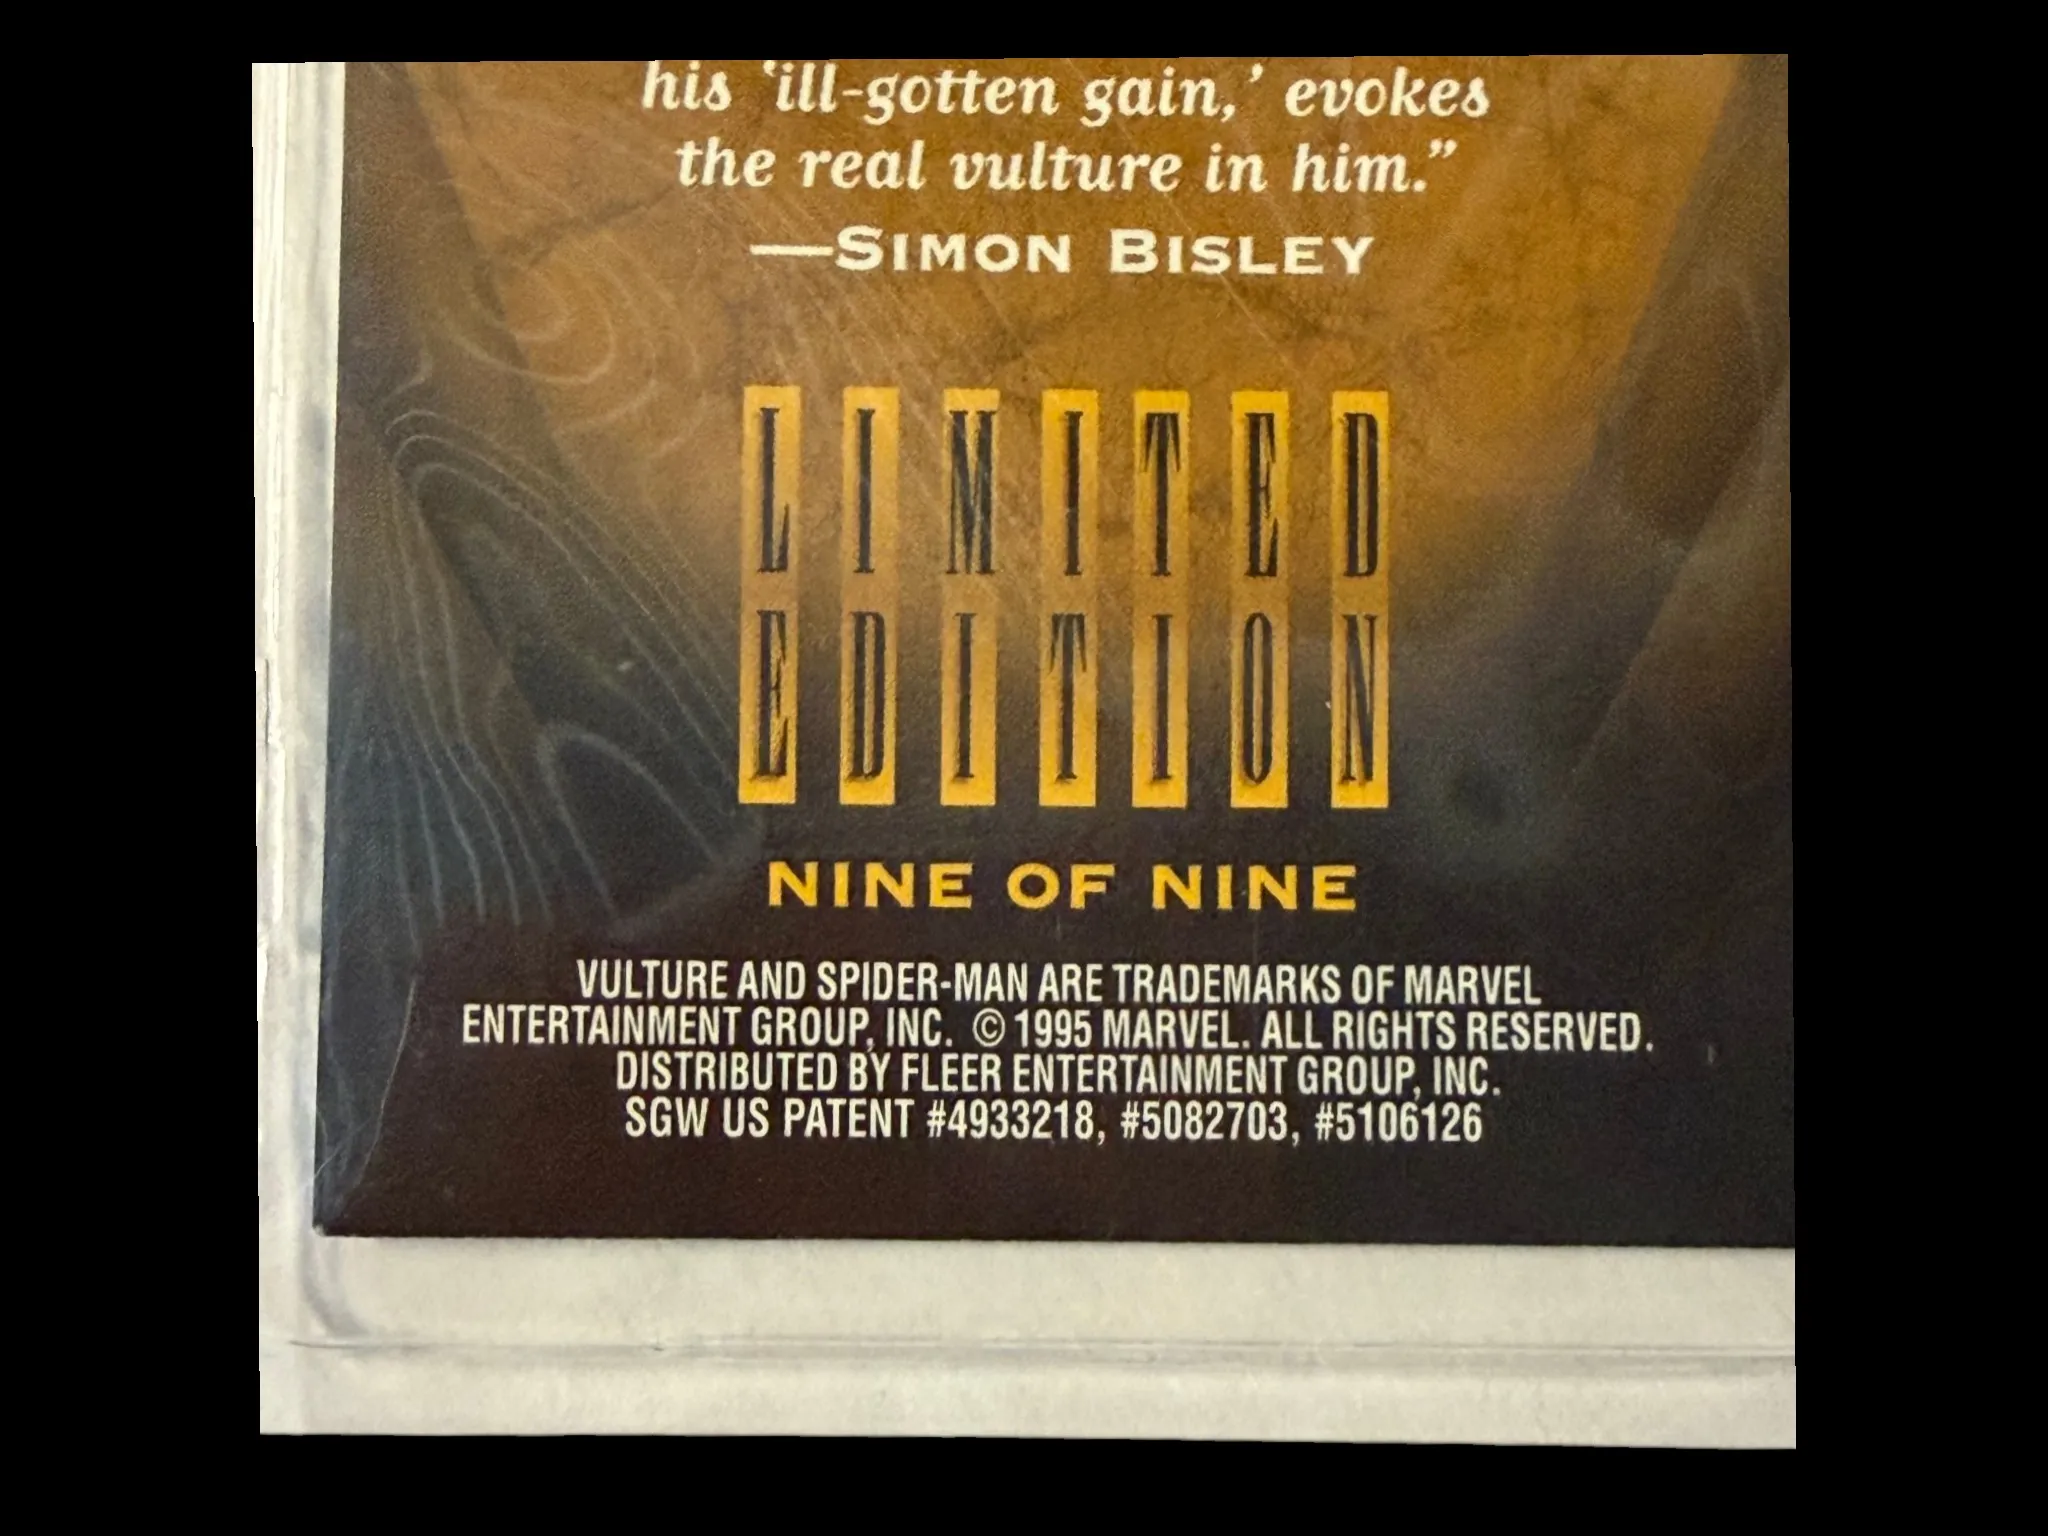 his 'ill-gotten gain,' evokes
the real vulture in him."
—SIMON BISLEY
LIMITED
EDITION
NINE OF NINE
VULTURE AND SPIDER-MAN ARE TRADEMARKS OF MARVEL
ENTERTAINMENT GROUP, INC. © 1995 MARVEL. ALL RIGHTS RESERVED.
DISTRIBUTED BY FLEER ENTERTAINMENT GROUP, INC.
SGW US PATENT #4933218, #5082703, #5106126